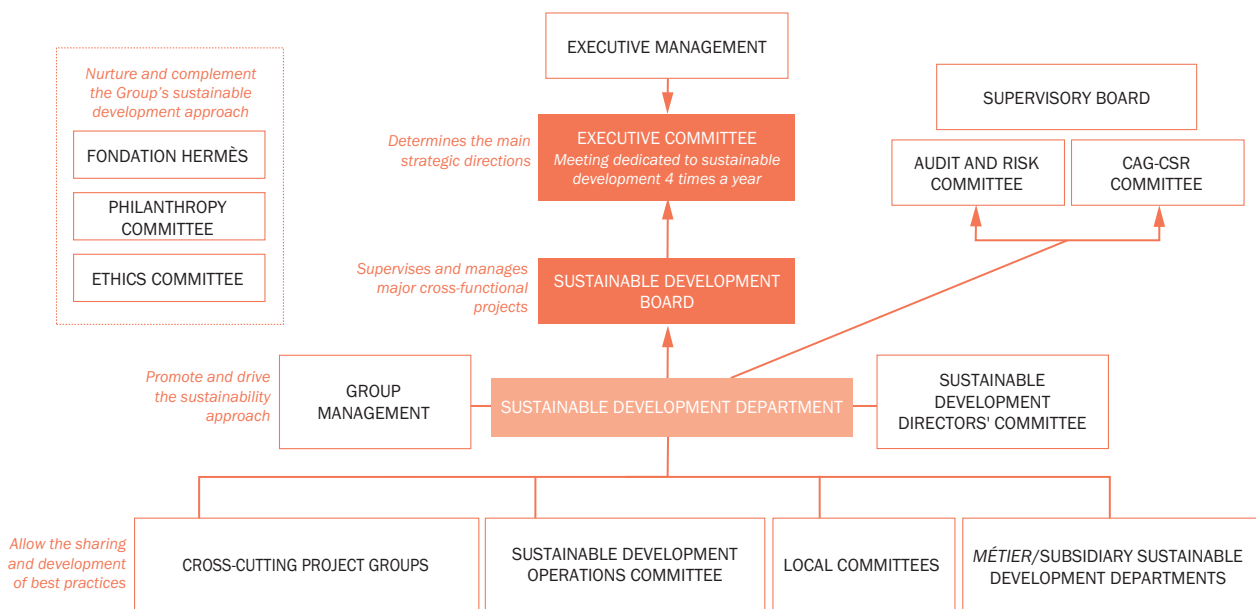 EXECUTIVE MANAGEMENT
Nurture and complement
the Group's sustainable
development approach
FONDATION HERMÈS
PHILANTHROPY
COMMITTEE
ETHICS COMMITTEE
Determines the main
strategic directions
EXECUTIVE COMMITTEE
Meeting dedicated to sustainable
development 4 times a year
SUPERVISORY BOARD
AUDIT AND RISK
COMMITTEE
CAG-CSR
COMMITTEE
Supervises and manages
major cross-functional
projects
SUSTAINABLE DEVELOPMENT
BOARD
Promote and drive
the sustainability
approach
GROUP
MANAGEMENT
SUSTAINABLE DEVELOPMENT DEPARTMENT
SUSTAINABLE
DEVELOPMENT
DIRECTORS' COMMITTEE
Allow the sharing
and development
of best practices
CROSS-CUTTING PROJECT GROUPS
SUSTAINABLE DEVELOPMENT
OPERATIONS COMMITTEE
LOCAL COMMITTEES
MÉTIER/SUBSIDIARY SUSTAINABLE
DEVELOPMENT DEPARTMENTS